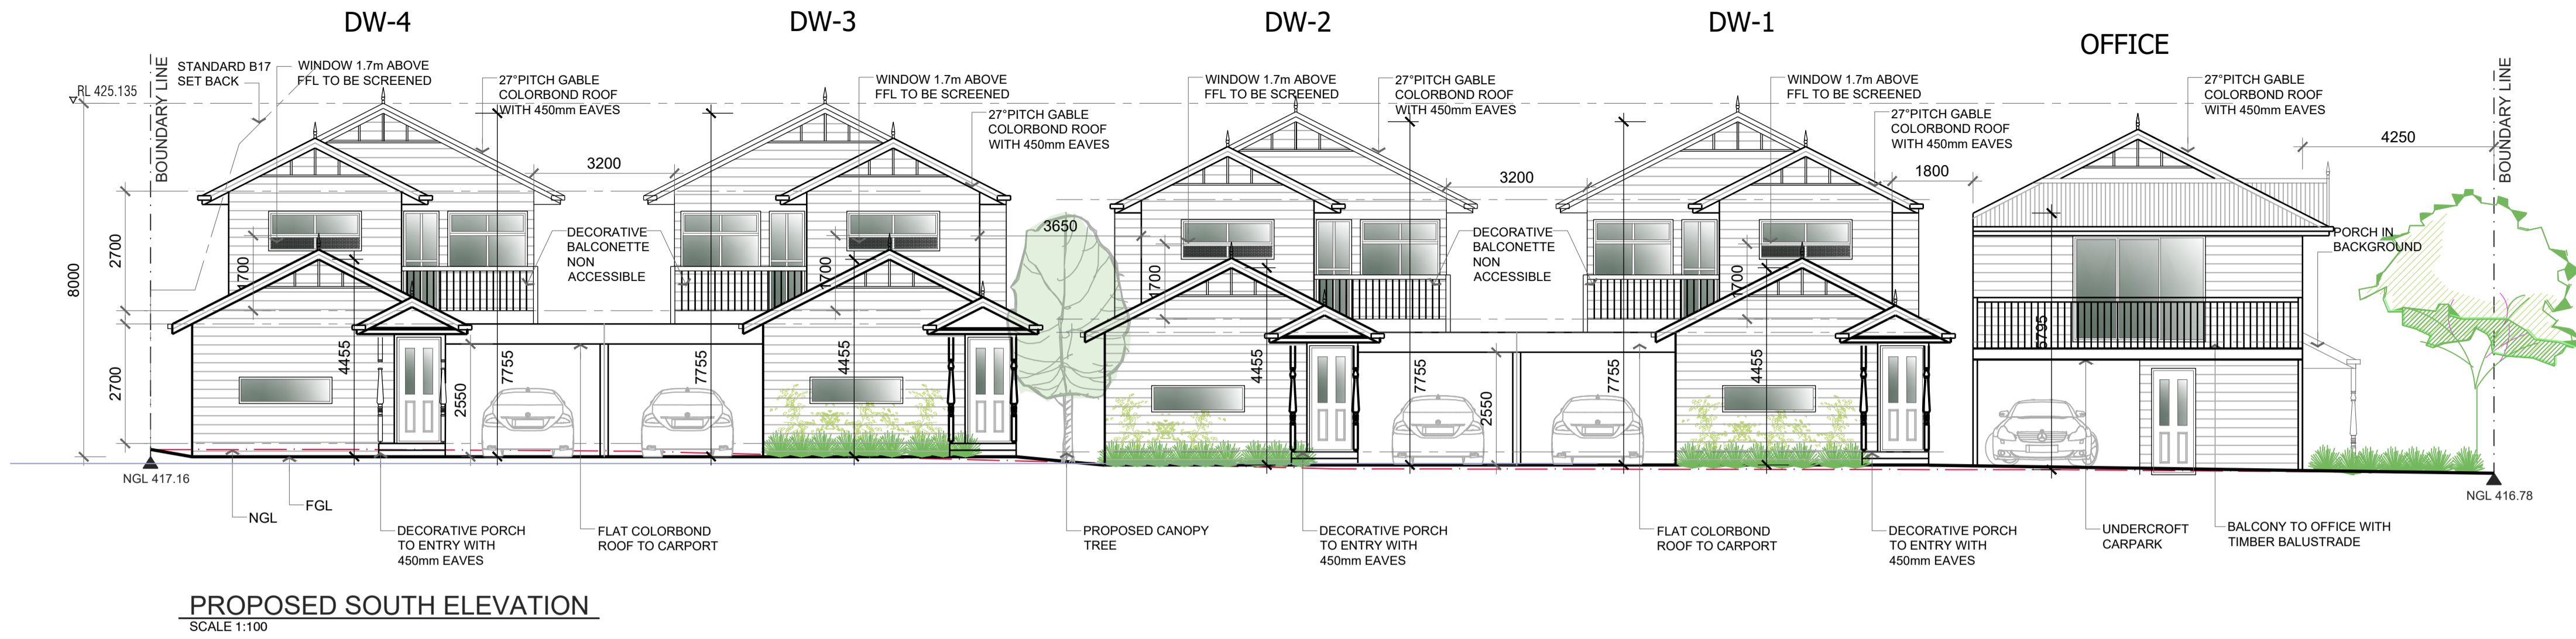 DW-4
DW-3
DW-2
DW-1
OFFICE
BOUNDARY LINE
STANDARD B17
SET BACK
WINDOW 1.7m ABOVE
FFL TO BE SCREENED
27°PITCH GABLE
COLORBOND ROOF
WITH 450mm EAVES
WINDOW 1.7m ABOVE
FFL TO BE SCREENED
27°PITCH GABLE
COLORBOND ROOF
WITH 450mm EAVES
WINDOW 1.7m ABOVE
FFL TO BE SCREENED
27°PITCH GABLE
COLORBOND ROOF
WITH 450mm EAVES
WINDOW 1.7m ABOVE
FFL TO BE SCREENED
27°PITCH GABLE
COLORBOND ROOF
WITH 450mm EAVES
27°PITCH GABLE
COLORBOND ROOF
WITH 450mm EAVES
BOUNDARY LINE
RL 425.135
3200
3200
1800
4250
8000
2700
2700
1700
DECORATIVE
BALCONETTE
NON
ACCESSIBLE
1700
3650
1700
DECORATIVE
BALCONETTE
NON
ACCESSIBLE
1700
PORCH IN
BACKGROUND
4455
2550
7755
7755
4455
4455
7755
2550
7755
4455
5795
NGL 417.16
NGL 416.78
NGL
FGL
DECORATIVE PORCH
TO ENTRY WITH
450mm EAVES
FLAT COLORBOND
ROOF TO CARPORT
PROPOSED CANOPY
TREE
DECORATIVE PORCH
TO ENTRY WITH
450mm EAVES
FLAT COLORBOND
ROOF TO CARPORT
DECORATIVE PORCH
TO ENTRY WITH
450mm EAVES
UNDERCROFT
CARPARK
BALCONY TO OFFICE WITH
TIMBER BALUSTRADE
PROPOSED SOUTH ELEVATION
SCALE 1:100